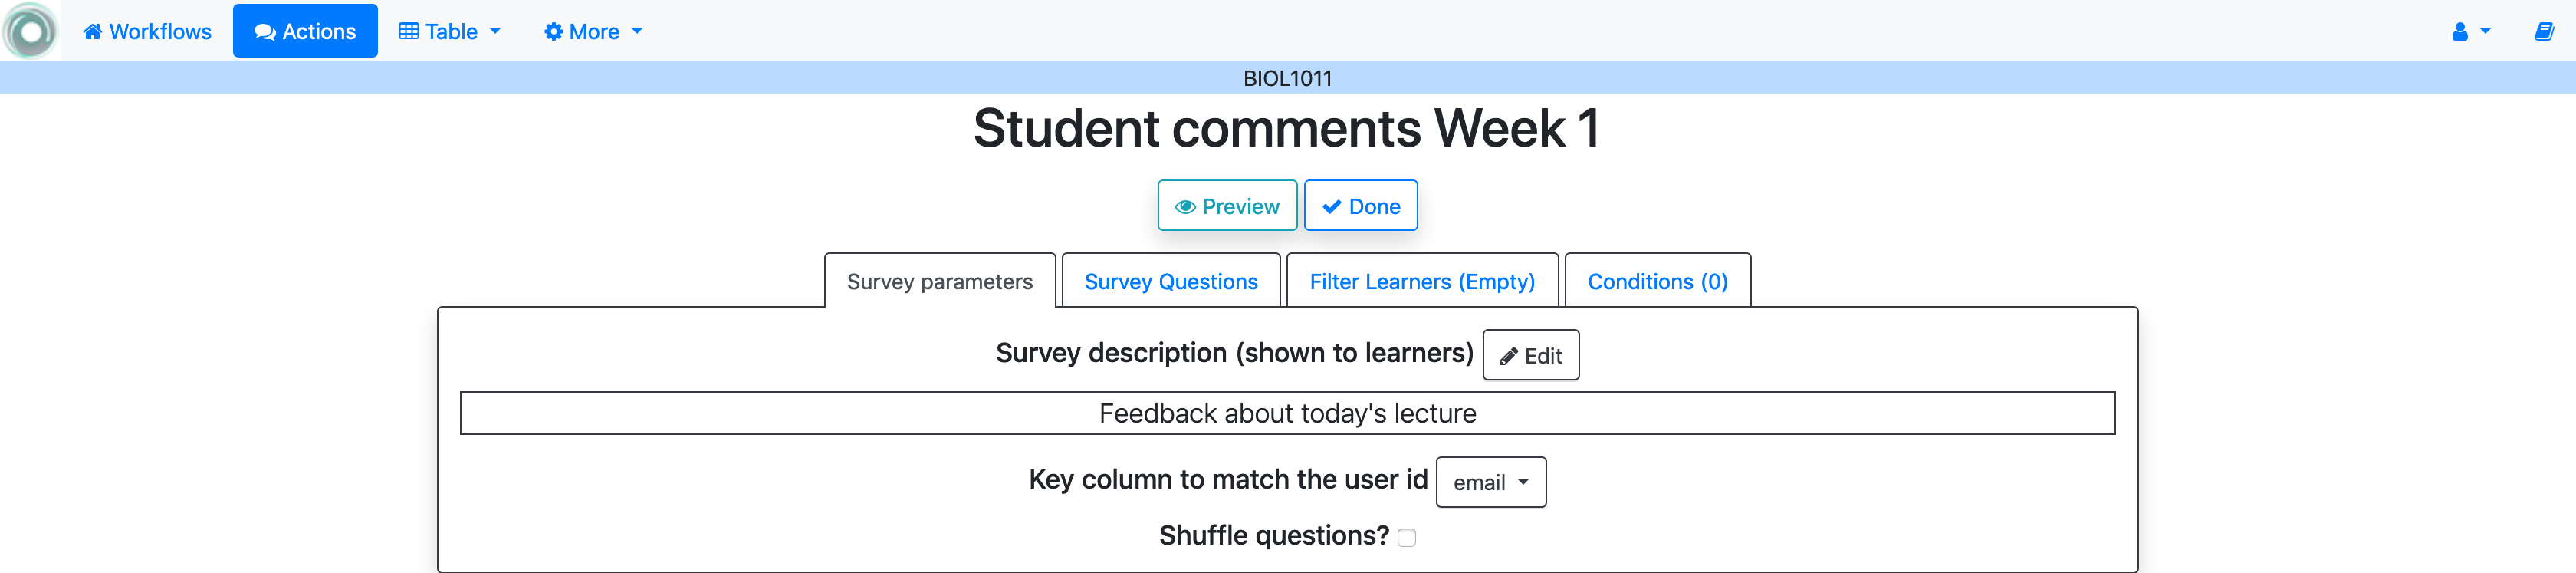 Workflows Actions Table More
BIOL1011
Student comments Week 1
Preview Done
Survey parameters Survey Questions Filter Learners (Empty) Conditions (0)
Survey description (shown to learners) Edit
Feedback about today's lecture
Key column to match the user id email
Shuffle questions?